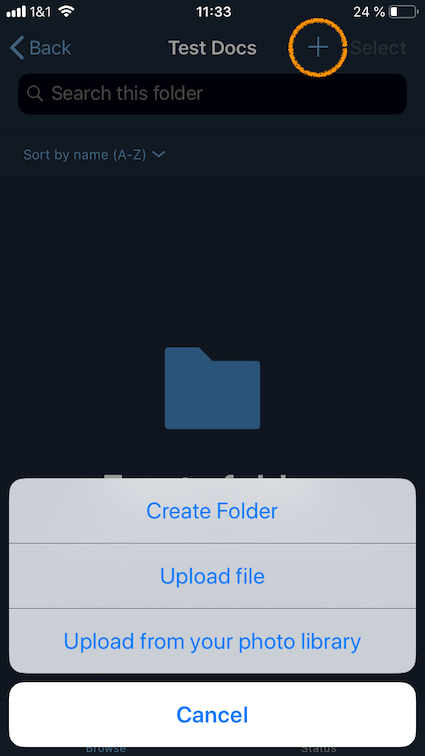 1&1 11:33 24 %
Back Test Docs Select
Search this folder
Sort by name (A-Z)
Create Folder
Upload file
Upload from your photo library
Cancel
Browse Status